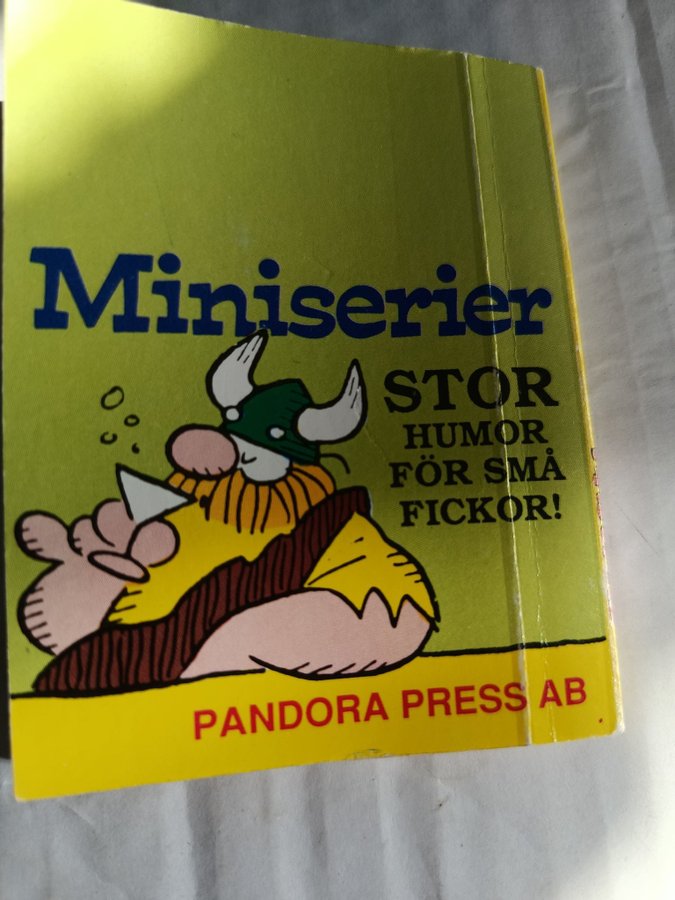 Miniserier
STOR
HUMOR
FÖR SMÅ
FICKOR!
PANDORA PRESS AB